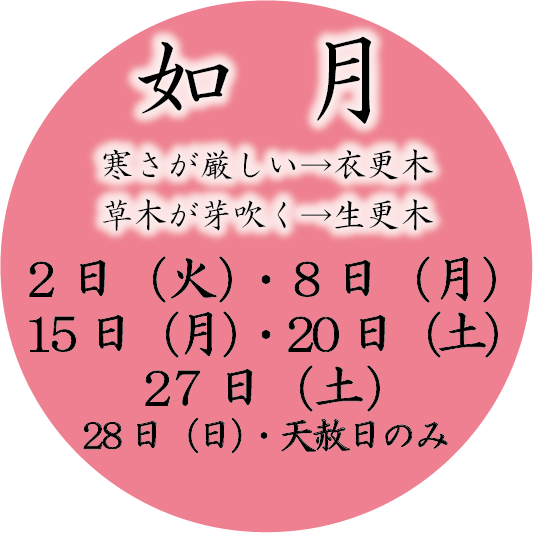 如　月
寒さが厳しい→衣更木
草木が芽吹く→生更木
2日（火）・8日（月）
15日（月）・20日（土）
27日（土）
28日（日）・天赦日のみ